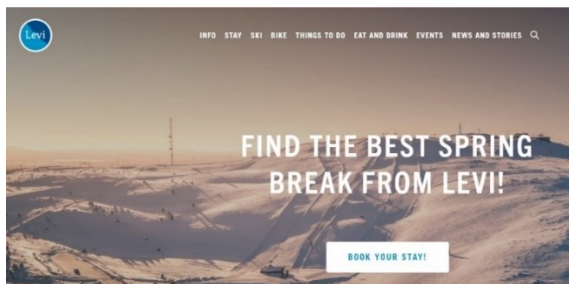 Levi
INFO STAY SKI BIKE THINGS TO DO EAT AND DRINK EVENTS NEWS AND STORIES
FIND THE BEST SPRING
BREAK FROM LEVI!
BOOK YOUR STAY!